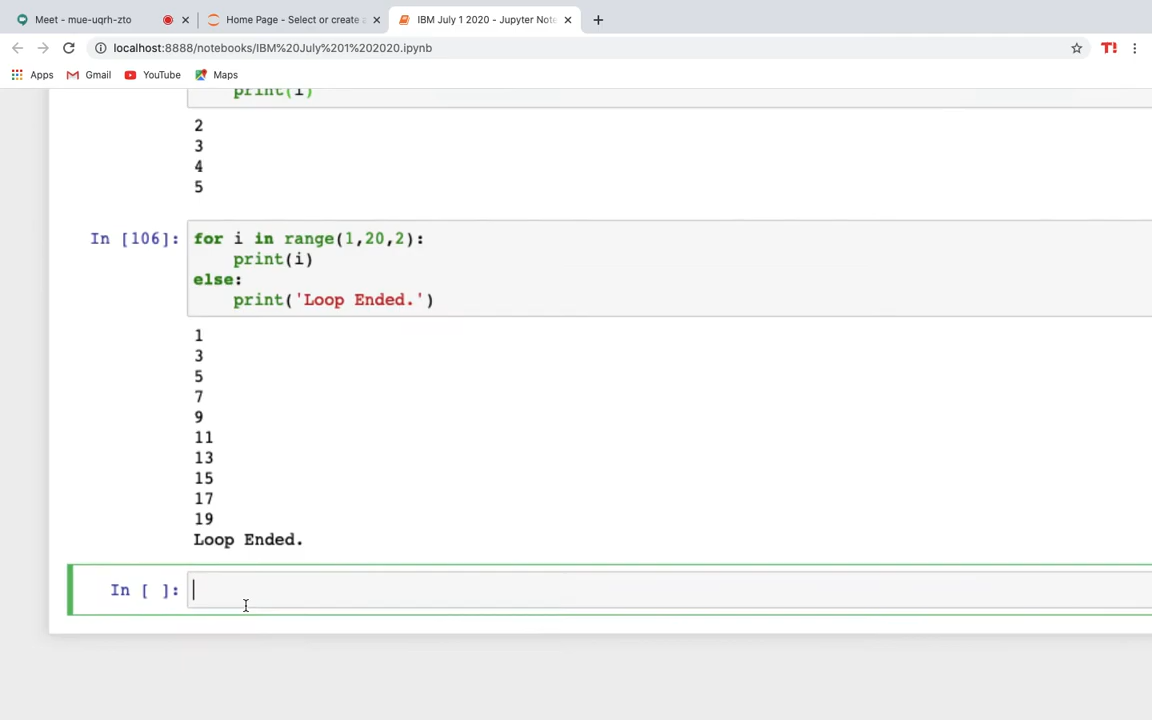 Meet - mue-uqrh-zto
Home Page - Select or create a
IBM July 1 2020 - Jupyter Note
localhost:8888/notebooks/IBM%20July%201%202020.ipynb
T!
Apps
Gmail
YouTube
Maps
print(i)
2
3
4
5
In [106]:
for i in range(1,20,2):
    print(i)
else:
    print('Loop Ended.')
1
3
5
7
9
11
13
15
17
19
Loop Ended.
In [ ]: